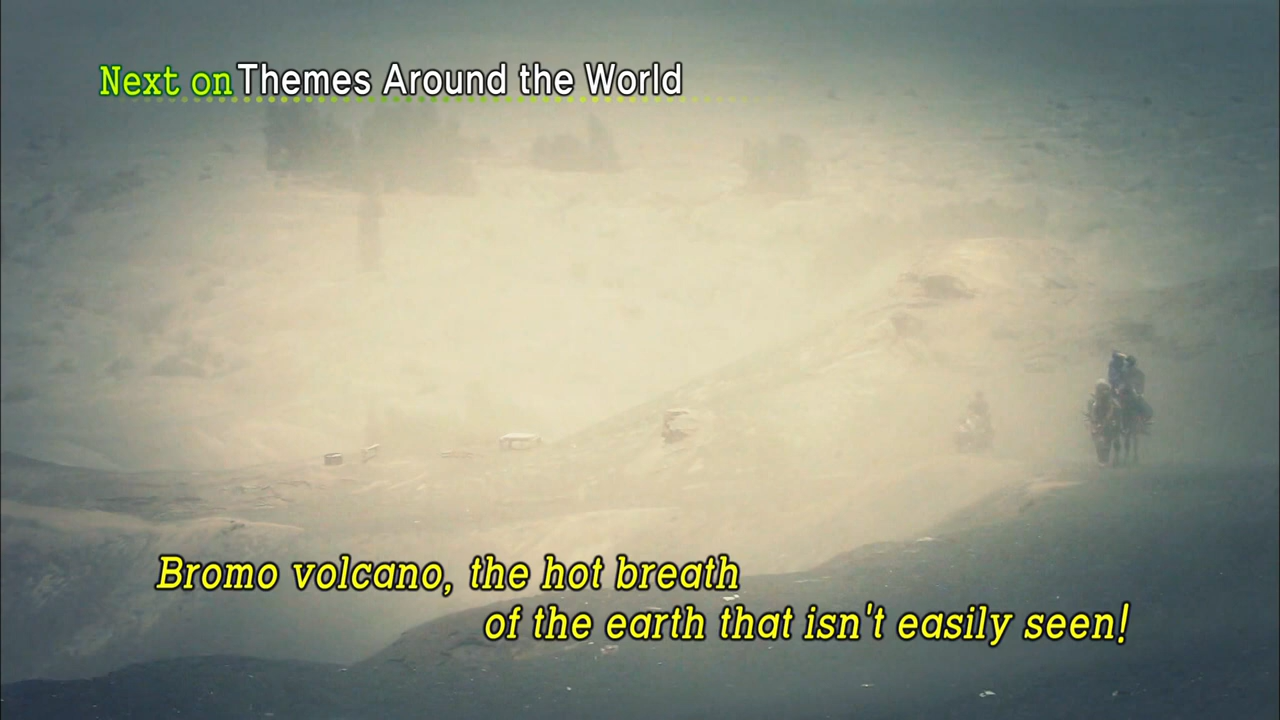 Next on Themes Around the World
Bromo volcano, the hot breath
of the earth that isn't easily seen!